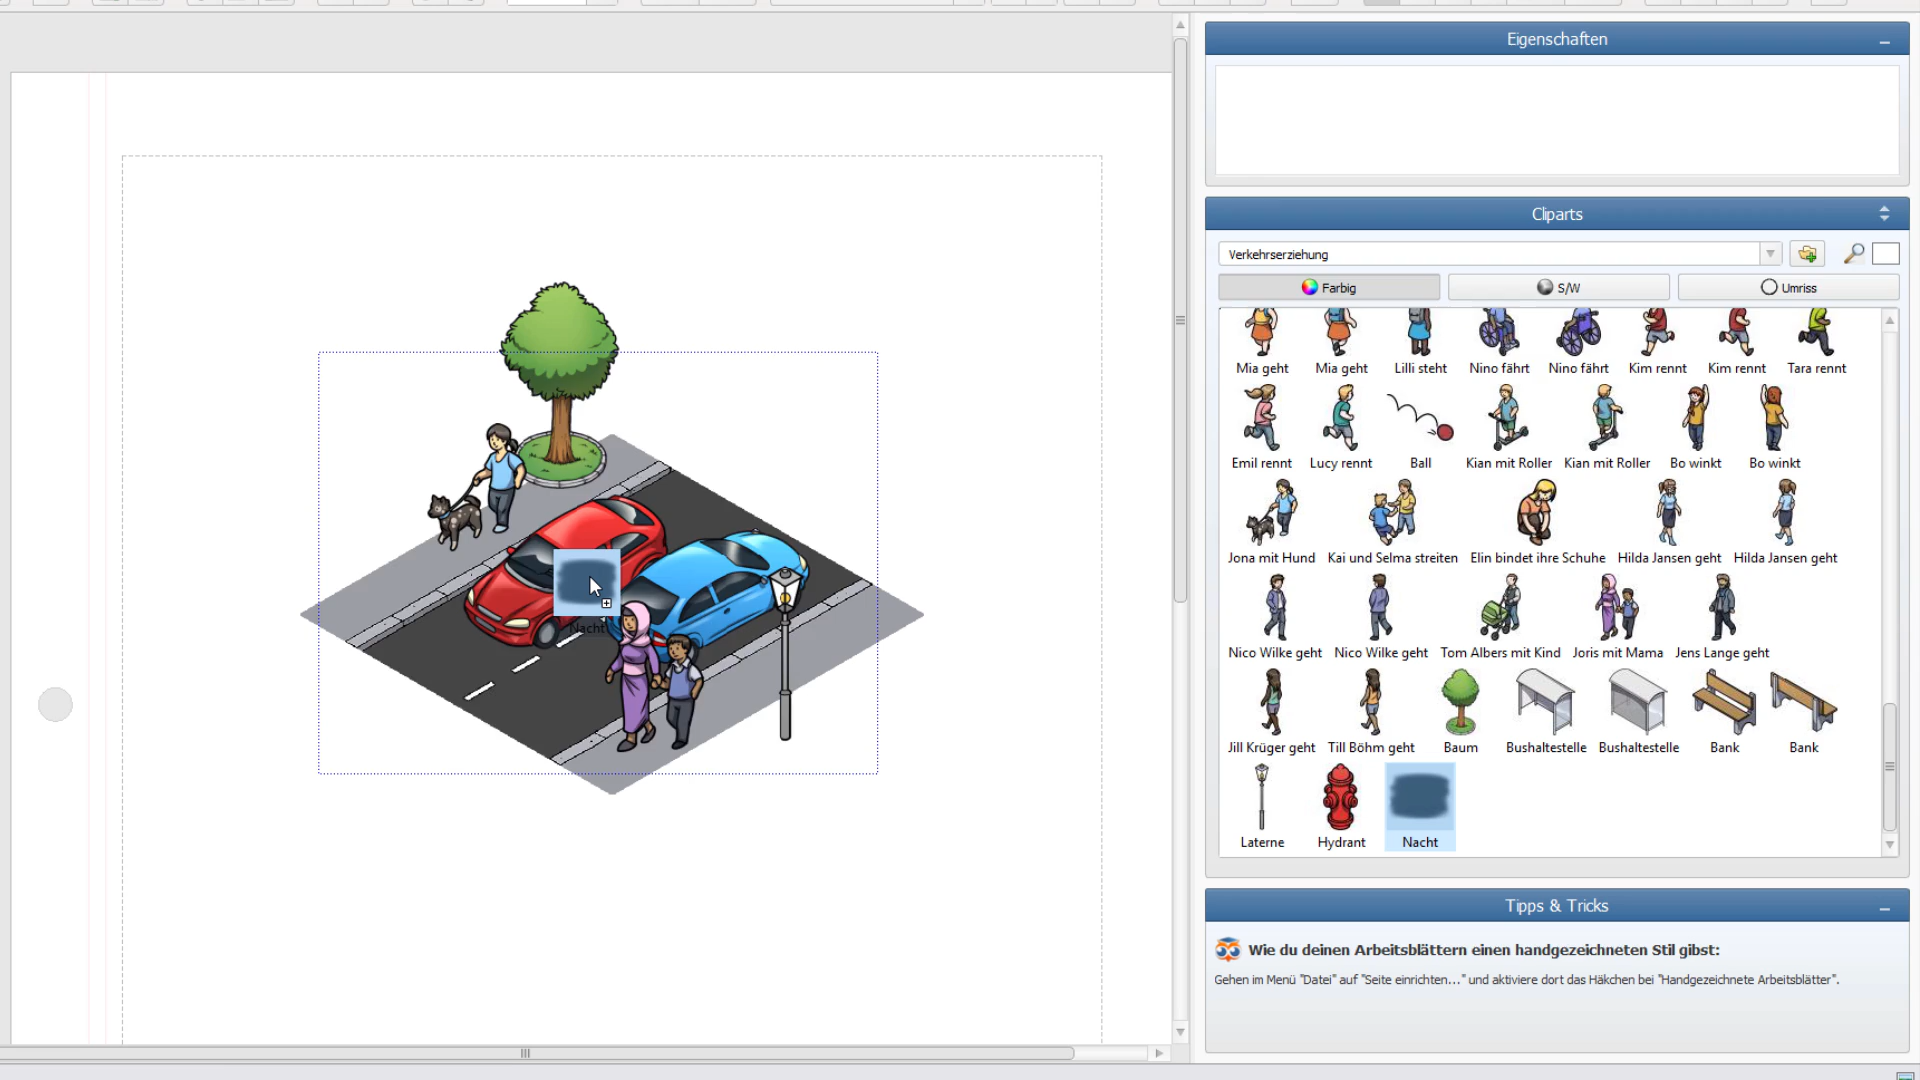 Eigenschaften
Cliparts
Verkehrserziehung
Farbig
S/W
Umriss
Mia geht
Mia geht
Lilli steht
Nino fährt
Nino fährt
Kim rennt
Kim rennt
Tara rennt
Emil rennt
Lucy rennt
Ball
Kian mit Roller
Kian mit Roller
Bo winkt
Bo winkt
Jona mit Hund
Kai und Selma streiten
Elin bindet ihre Schuhe
Hilda Jansen geht
Hilda Jansen geht
Nico Wilke geht
Nico Wilke geht
Tom Albers mit Kind
Joris mit Mama
Jens Lange geht
Jill Krüger geht
Till Böhm geht
Baum
Bushaltestelle
Bushaltestelle
Bank
Bank
Laterne
Hydrant
Nacht
Nacht
Tipps & Tricks
Wie du deinen Arbeitsblättern einen handgezeichneten Stil gibst:
Gehen im Menü "Datei" auf "Seite einrichten..." und aktiviere dort das Häkchen bei "Handgezeichnete Arbeitsblätter".